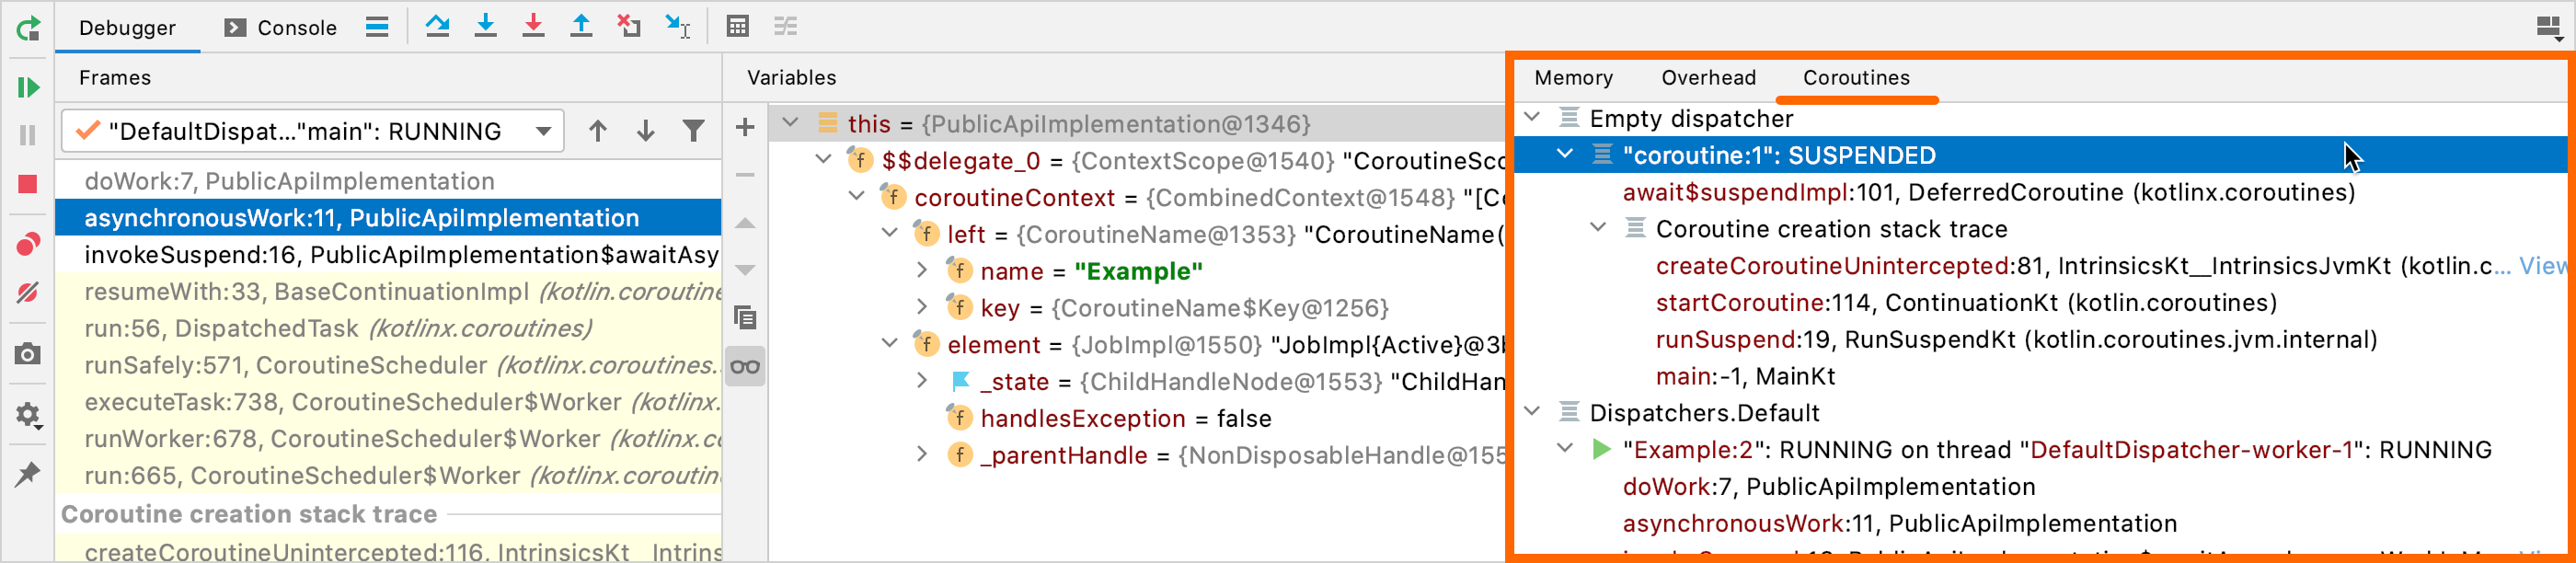 Debugger
Console
Frames
"DefaultDispat..."main": RUNNING
doWork:7, PublicApiImplementation
asynchronousWork:11, PublicApiImplementation
invokeSuspend:16, PublicApiImplementation$awaitAsy
resumeWith:33, BaseContinuationImpl (kotlin.coroutine
run:56, DispatchedTask (kotlinx.coroutines)
runSafely:571, CoroutineScheduler (kotlinx.coroutines.
executeTask:738, CoroutineScheduler$Worker (kotlinx.
runWorker:678, CoroutineScheduler$Worker (kotlinx.co
run:665, CoroutineScheduler$Worker (kotlinx.coroutin
Coroutine creation stack trace
createCoroutineUnintercepted:116, IntrinsicsKt__Intrins
Variables
this = {PublicApiImplementation@1346}
$$delegate_0 = {ContextScope@1540} "CoroutineSco
coroutineContext = {CombinedContext@1548} "[Co
left = {CoroutineName@1353} "CoroutineName(
name = "Example"
key = {CoroutineName$Key@1256}
element = {JobImpl@1550} "JobImpl{Active}@3b
_state = {ChildHandleNode@1553} "ChildHan
handlesException = false
_parentHandle = {NonDisposableHandle@155
Memory
Overhead
Coroutines
Empty dispatcher
"coroutine:1": SUSPENDED
await$suspendImpl:101, DeferredCoroutine (kotlinx.coroutines)
Coroutine creation stack trace
createCoroutineUnintercepted:81, IntrinsicsKt__IntrinsicsJvmKt (kotlin.c... View
startCoroutine:114, ContinuationKt (kotlin.coroutines)
runSuspend:19, RunSuspendKt (kotlin.coroutines.jvm.internal)
main:-1, MainKt
Dispatchers.Default
"Example:2": RUNNING on thread "DefaultDispatcher-worker-1": RUNNING
doWork:7, PublicApiImplementation
asynchronousWork:11, PublicApiImplementation